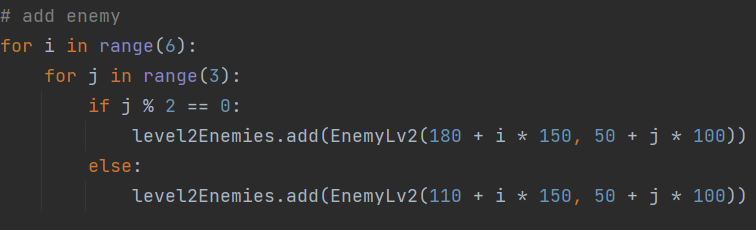 # add enemy
for i in range(6):
    for j in range(3):
        if j % 2 == 0:
            level2Enemies.add(EnemyLv2(180 + i * 150, 50 + j * 100))
        else:
            level2Enemies.add(EnemyLv2(110 + i * 150, 50 + j * 100))